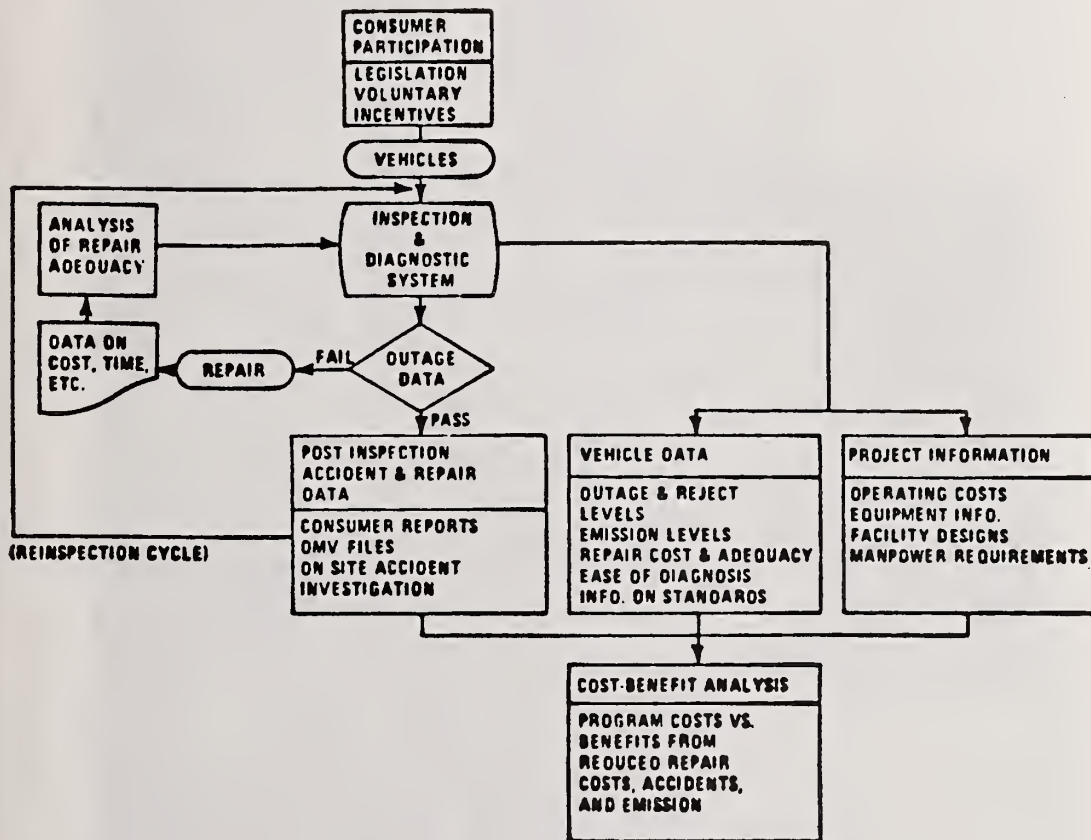 CONSUMER
PARTICIPATION
LEGISLATION
VOLUNTARY
INCENTIVES
VEHICLES
INSPECTION
&
DIAGNOSTIC
SYSTEM
ANALYSIS
OF REPAIR
ADEQUACY
DATA ON
COST, TIME,
ETC.
REPAIR
FAIL
OUTAGE
DATA
PASS
POST INSPECTION
ACCIDENT & REPAIR
DATA
CONSUMER REPORTS
DMV FILES
ON SITE ACCIDENT
INVESTIGATION
(REINSPECTION CYCLE)
VEHICLE DATA
OUTAGE & REJECT
LEVELS
EMISSION LEVELS
REPAIR COST & ADEQUACY
EASE OF DIAGNOSIS
INFO. ON STANDARDS
PROJECT INFORMATION
OPERATING COSTS
EQUIPMENT INFO.
FACILITY DESIGNS
MANPOWER REQUIREMENTS
COST-BENEFIT ANALYSIS
PROGRAM COSTS VS.
BENEFITS FROM
REDUCED REPAIR
COSTS, ACCIDENTS,
AND EMISSION